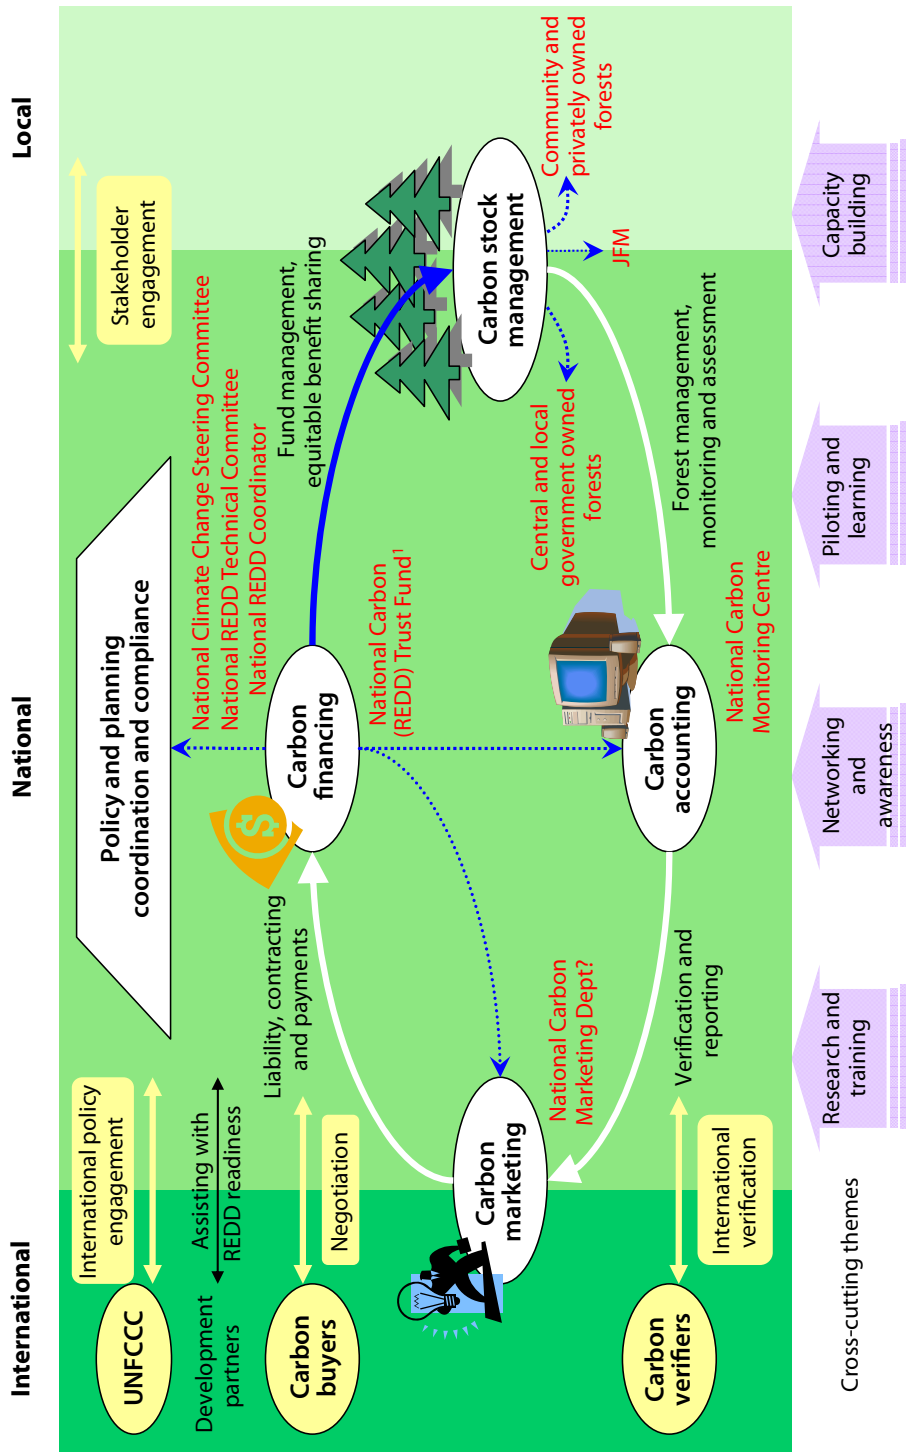 International
National
Local
UNFCCC
International policy
engagement
Policy and planning
coordination and compliance
Stakeholder
engagement
Development
partners
Assisting with
REDD readiness
National Climate Change Steering Committee
National REDD Technical Committee
National REDD Coordinator
Carbon
buyers
Negotiation
Liability, contracting
and payments
Carbon
financing
Fund management,
equitable benefit sharing
National Carbon
(REDD) Trust Fund¹
Carbon
marketing
Carbon stock
management
National Carbon
Marketing Dept?
Central and local
government owned
forests
JFM
Community and
privately owned
forests
Carbon
verifiers
International
verification
Verification and
reporting
Carbon
accounting
Forest management,
monitoring and assessment
National Carbon
Monitoring Centre
Cross-cutting themes
Research and
training
Networking
and
awareness
Piloting and
learning
Capacity
building